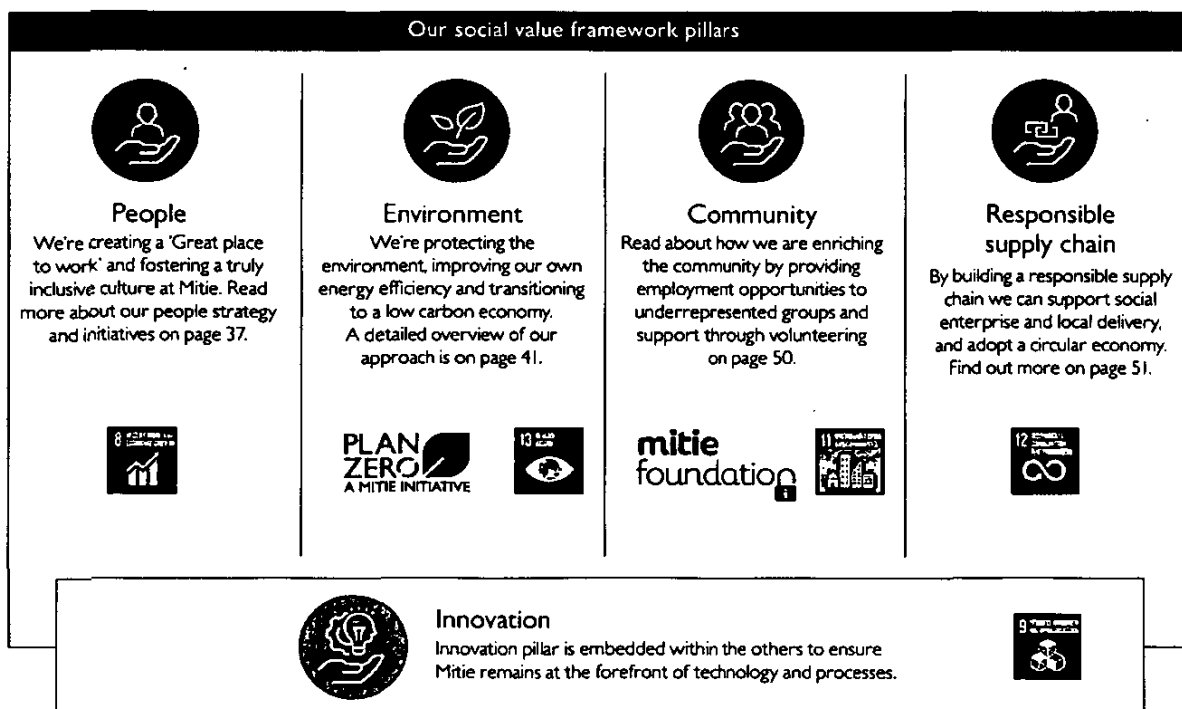 Our social value framework pillars
People
We're creating a 'Great place
to work' and fostering a truly
inclusive culture at Mitie. Read
more about our people strategy
and initiatives on page 37.
8
Environment
We're protecting the
environment, improving our own
energy efficiency and transitioning
to a low carbon economy.
A detailed overview of our
approach is on page 41.
PLAN
ZERO
A MITIE INITIATIVE
13
Community
Read about how we are enriching
the community by providing
employment opportunities to
underrepresented groups and
support through volunteering
on page 50.
mitie
foundation
11
Responsible
supply chain
By building a responsible supply
chain we can support social
enterprise and local delivery,
and adopt a circular economy.
Find out more on page 51.
12
Innovation
Innovation pillar is embedded within the others to ensure
Mitie remains at the forefront of technology and processes.
9